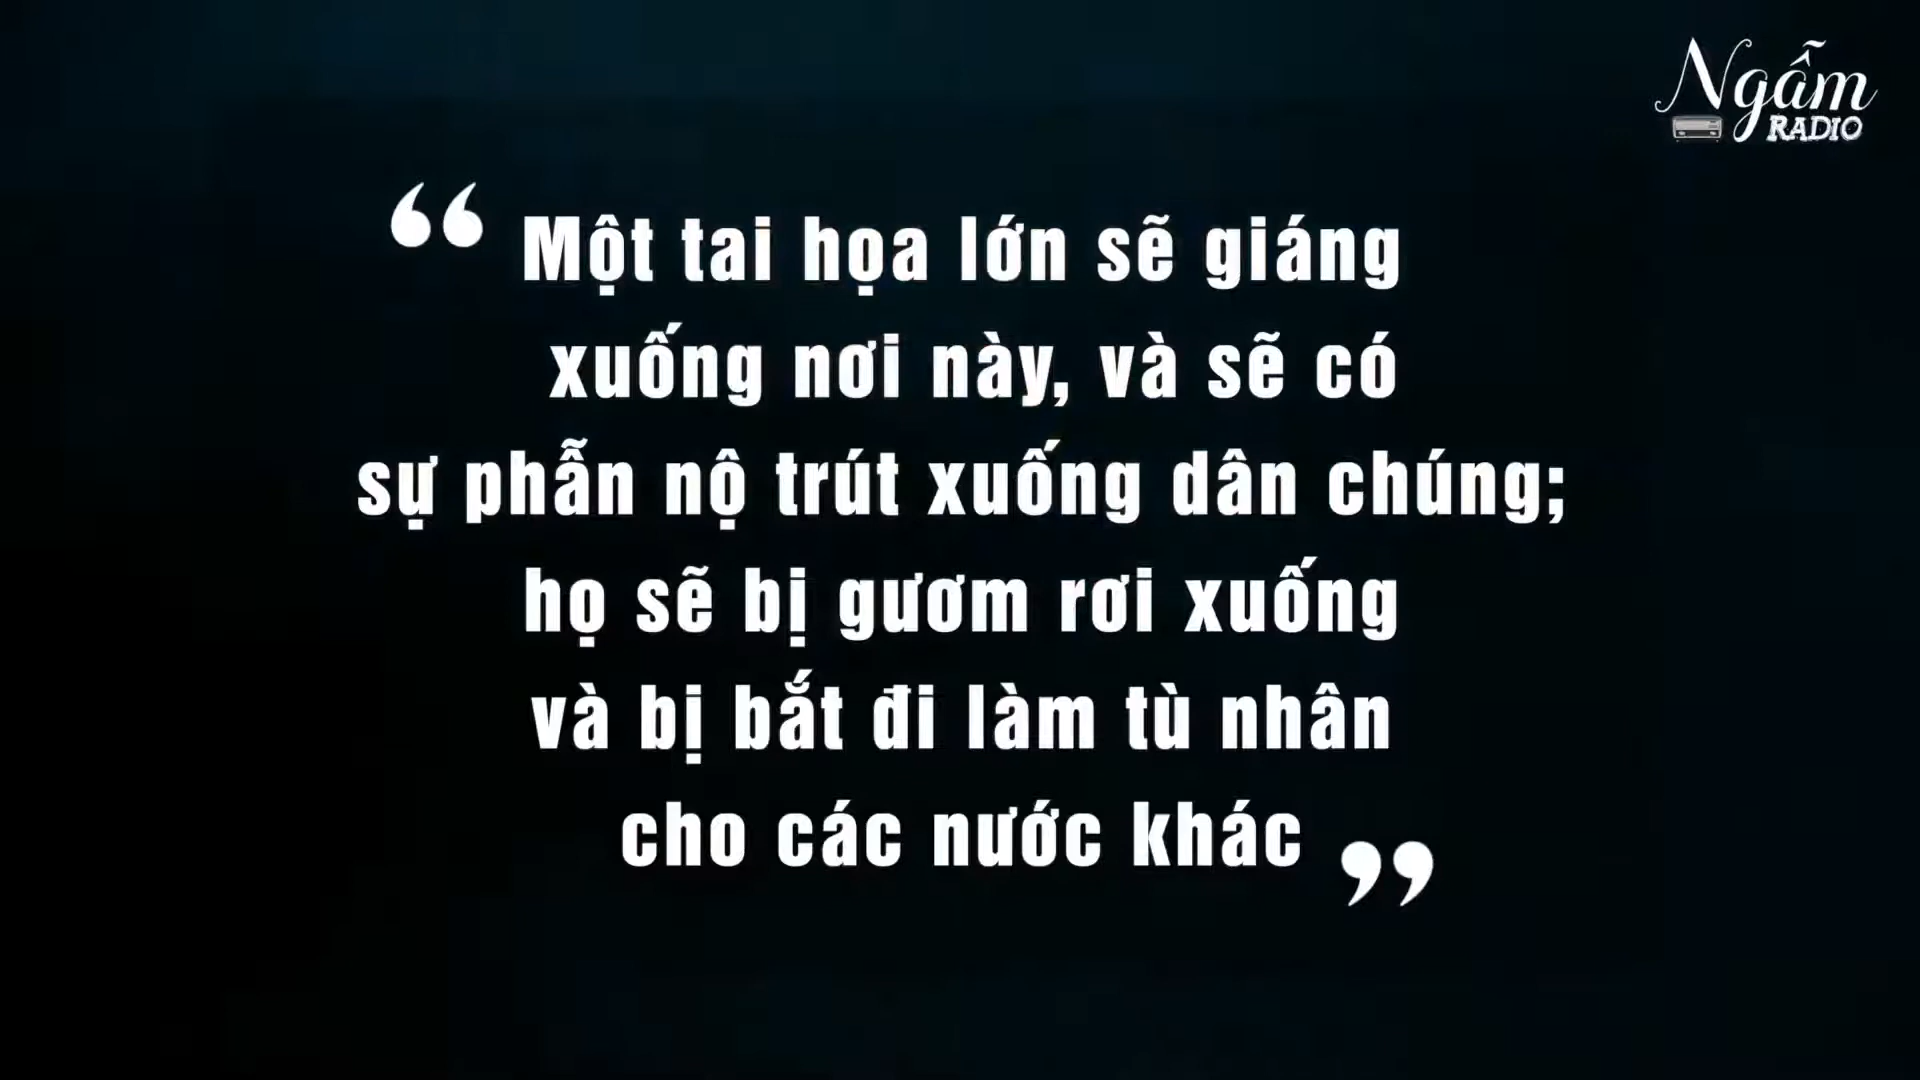 Ngẫm
RADIO
“ Một tai họa lớn sẽ giáng
xuống nơi này, và sẽ có
sự phẫn nộ trút xuống dân chúng;
họ sẽ bị gươm rơi xuống
và bị bắt đi làm tù nhân
cho các nước khác ”